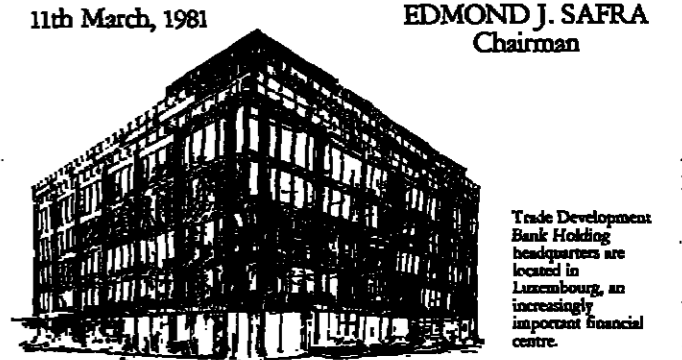 11th March, 1981
EDMOND J. SAFRA
Chairman
Trade Development
Bank Holding
headquarters are
located in
Luxembourg, an
increasingly
important financial
centre.